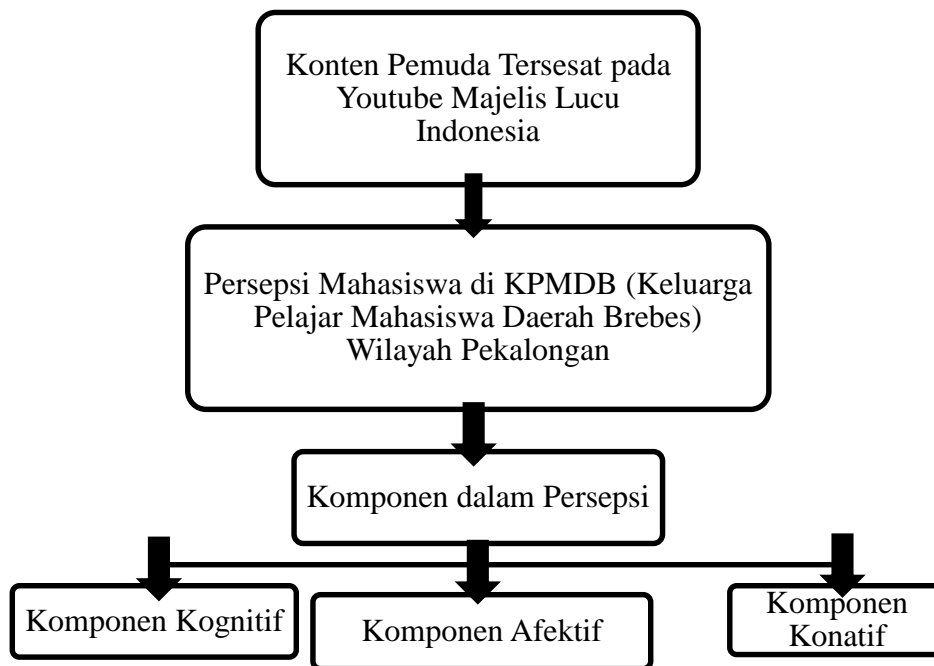 Konten Pemuda Tersesat pada
Youtube Majelis Lucu
Indonesia
Persepsi Mahasiswa di KPMDB (Keluarga
Pelajar Mahasiswa Daerah Brebes)
Wilayah Pekalongan
Komponen dalam Persepsi
Komponen Kognitif
Komponen Afektif
Komponen
Konatif